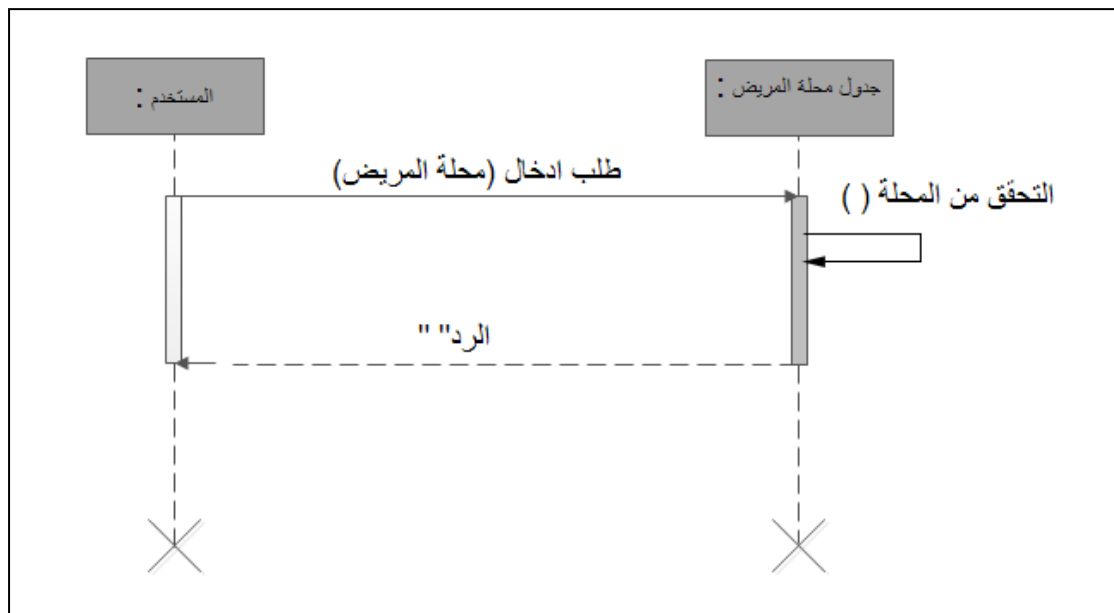 المستخدم :
جدول محلة المريض :
طلب ادخال (محلة المريض)
التحقق من المحلة ( )
الرد" "